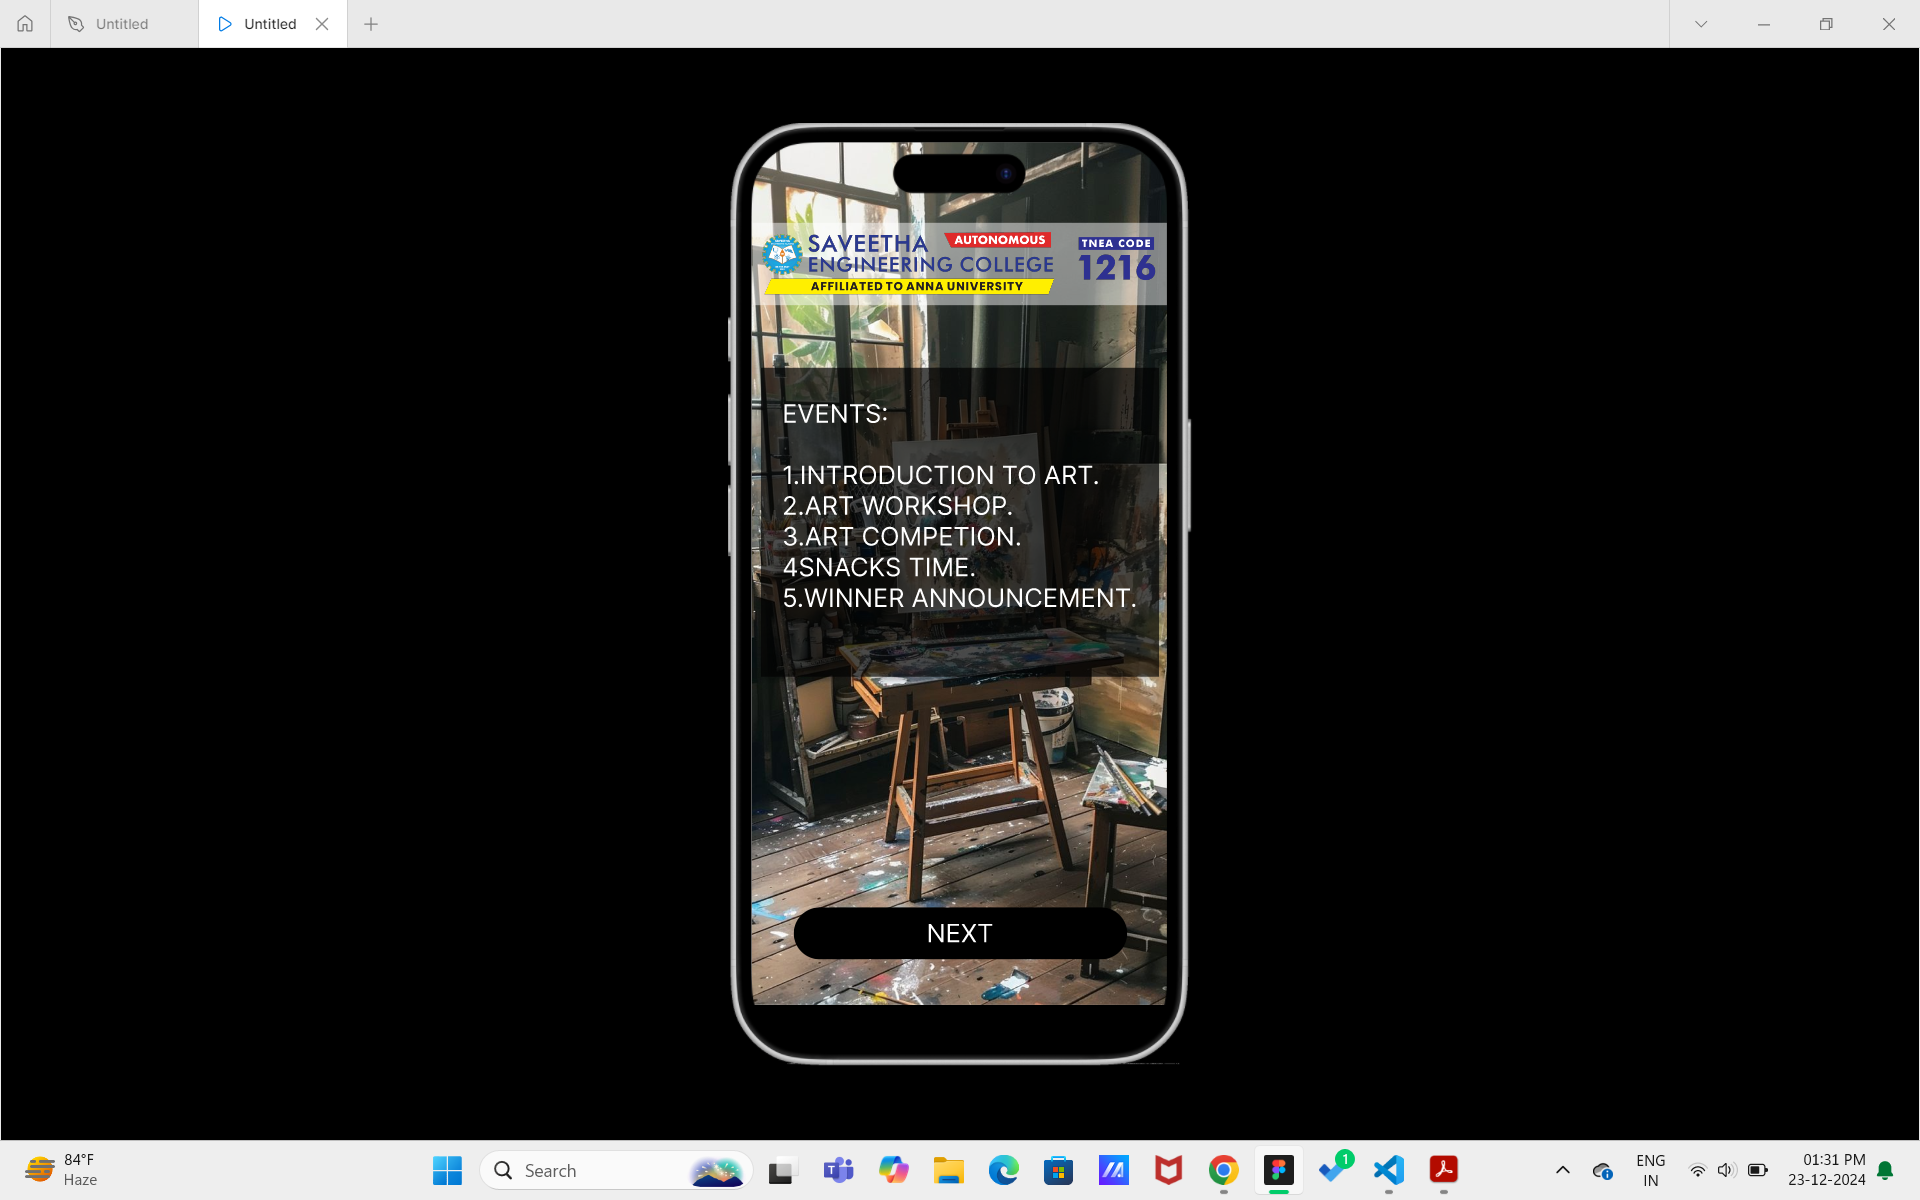 Untitled
Untitled
SAVEETHA AUTONOMOUS
ENGINEERING COLLEGE
AFFILIATED TO ANNA UNIVERSITY
TNEA CODE
1216
EVENTS:
1.INTRODUCTION TO ART.
2.ART WORKSHOP.
3.ART COMPETION.
4SNACKS TIME.
5.WINNER ANNOUNCEMENT.
NEXT
84°F
Haze
Search
1
ENG
IN
01:31 PM
23-12-2024